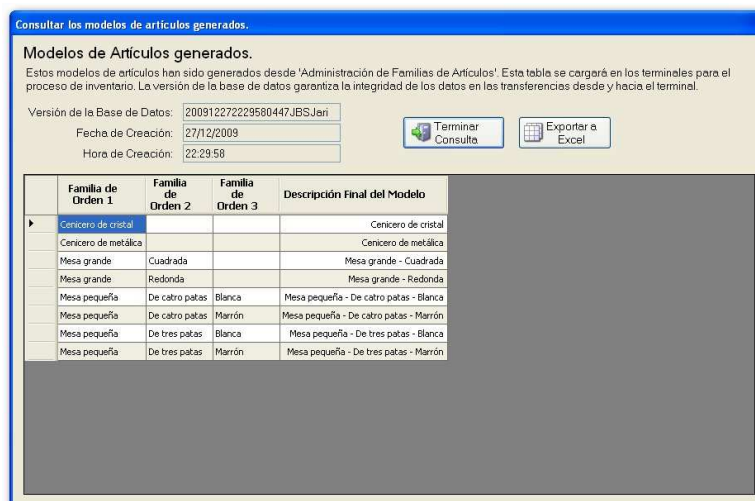 Consultar los modelos de artículos generados.
Modelos de Artículos generados.
Estos modelos de artículos han sido generados desde 'Administración de Familias de Artículos'. Esta tabla se cargará en los terminales para el
proceso de inventario. La versión de la base de datos garantiza la integridad de los datos en las transferencias desde y hacia el terminal.
Versión de la Base de Datos: 200912272229580447JBSJari
Fecha de Creación: 27/12/2009
Hora de Creación: 22:29:58
Terminar Consulta
Exportar a Excel
Familia de Orden 1 Familia de Orden 2 Familia de Orden 3 Descripción Final del Modelo
Cenicero de cristal Cenicero de cristal
Cenicero de metálica Cenicero de metálica
Mesa grande Cuadrada Mesa grande - Cuadrada
Mesa grande Redonda Mesa grande - Redonda
Mesa pequeña De catro patas Blanca Mesa pequeña - De catro patas - Blanca
Mesa pequeña De catro patas Marrón Mesa pequeña - De catro patas - Marrón
Mesa pequeña De tres patas Blanca Mesa pequeña - De tres patas - Blanca
Mesa pequeña De tres patas Marrón Mesa pequeña - De tres patas - Marrón